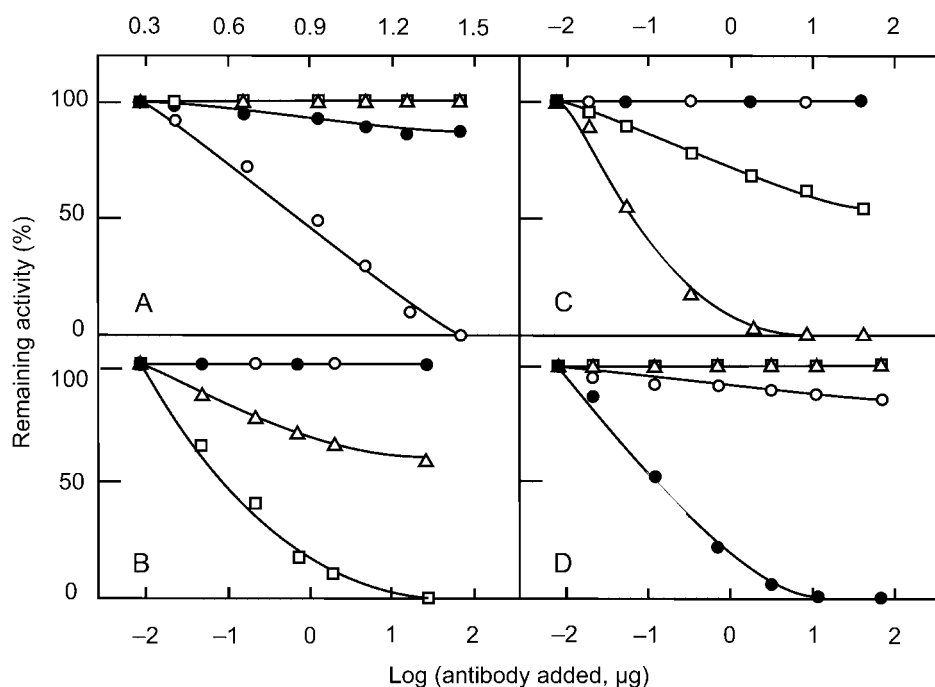 0.3 0.6 0.9 1.2 1.5
−2 −1 0 1 2
Remaining activity (%)
100
50
0
A
C
100
50
0
B
D
−2 −1 0 1 2
−2 −1 0 1 2
Log (antibody added, µg)